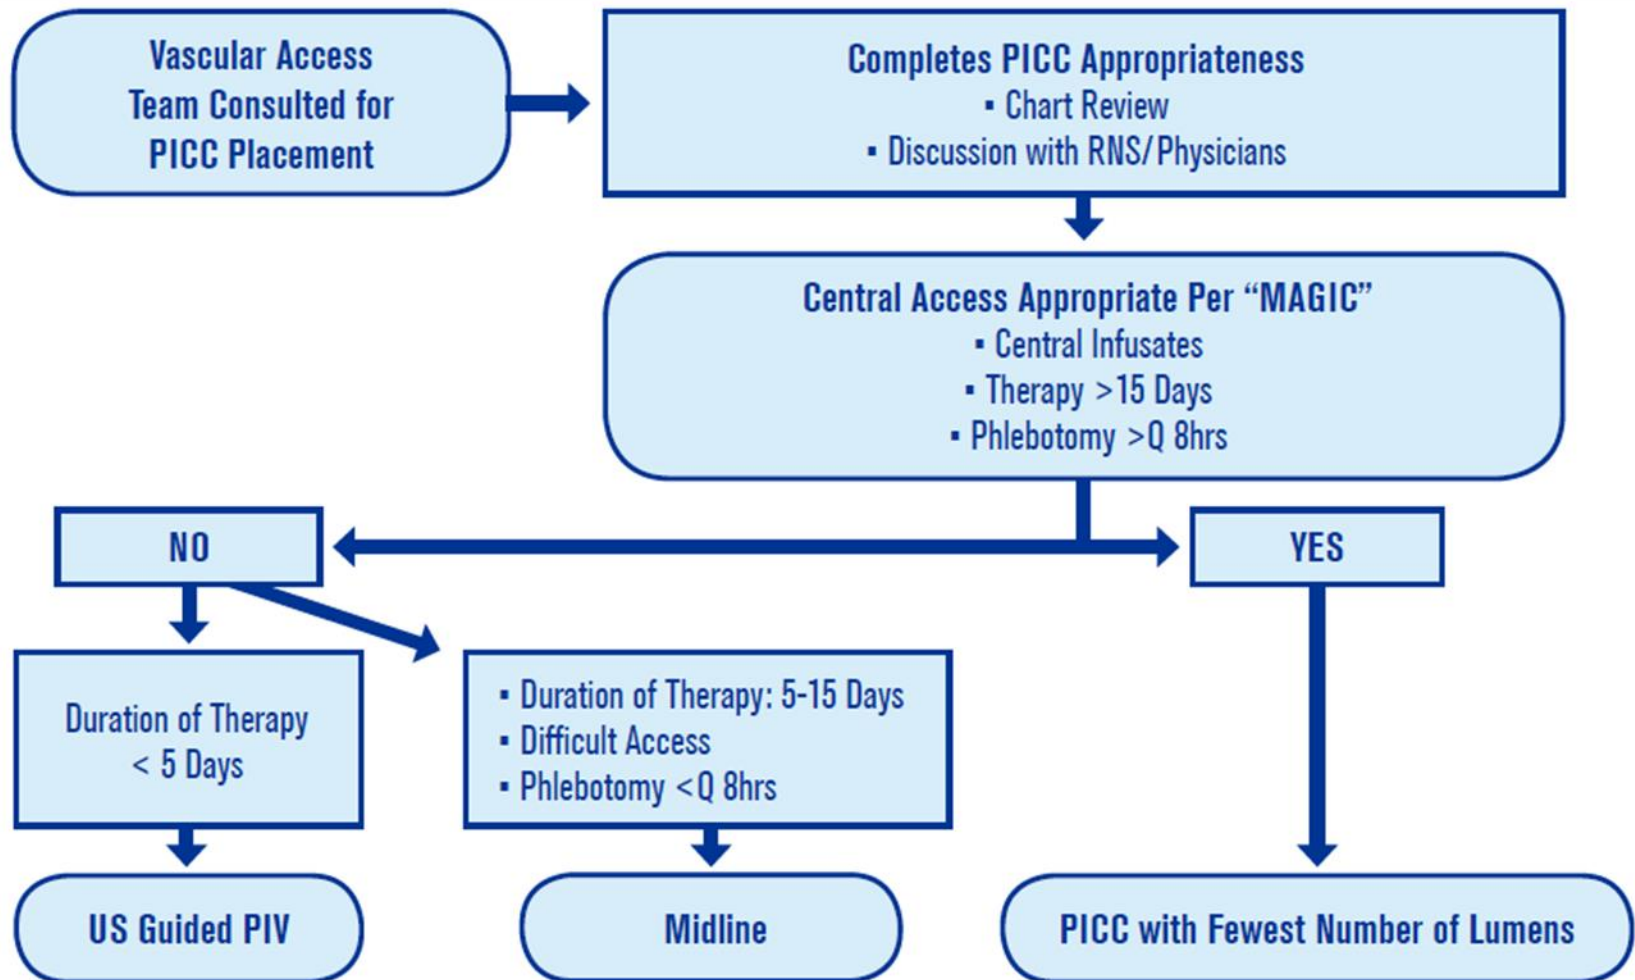 Vascular Access
Team Consulted for
PICC Placement
Completes PICC Appropriateness
▪ Chart Review
▪ Discussion with RNS/Physicians
Central Access Appropriate Per “MAGIC”
▪ Central Infusates
▪ Therapy >15 Days
▪ Phlebotomy >Q 8hrs
NO
YES
Duration of Therapy
< 5 Days
▪ Duration of Therapy: 5-15 Days
▪ Difficult Access
▪ Phlebotomy <Q 8hrs
US Guided PIV
Midline
PICC with Fewest Number of Lumens